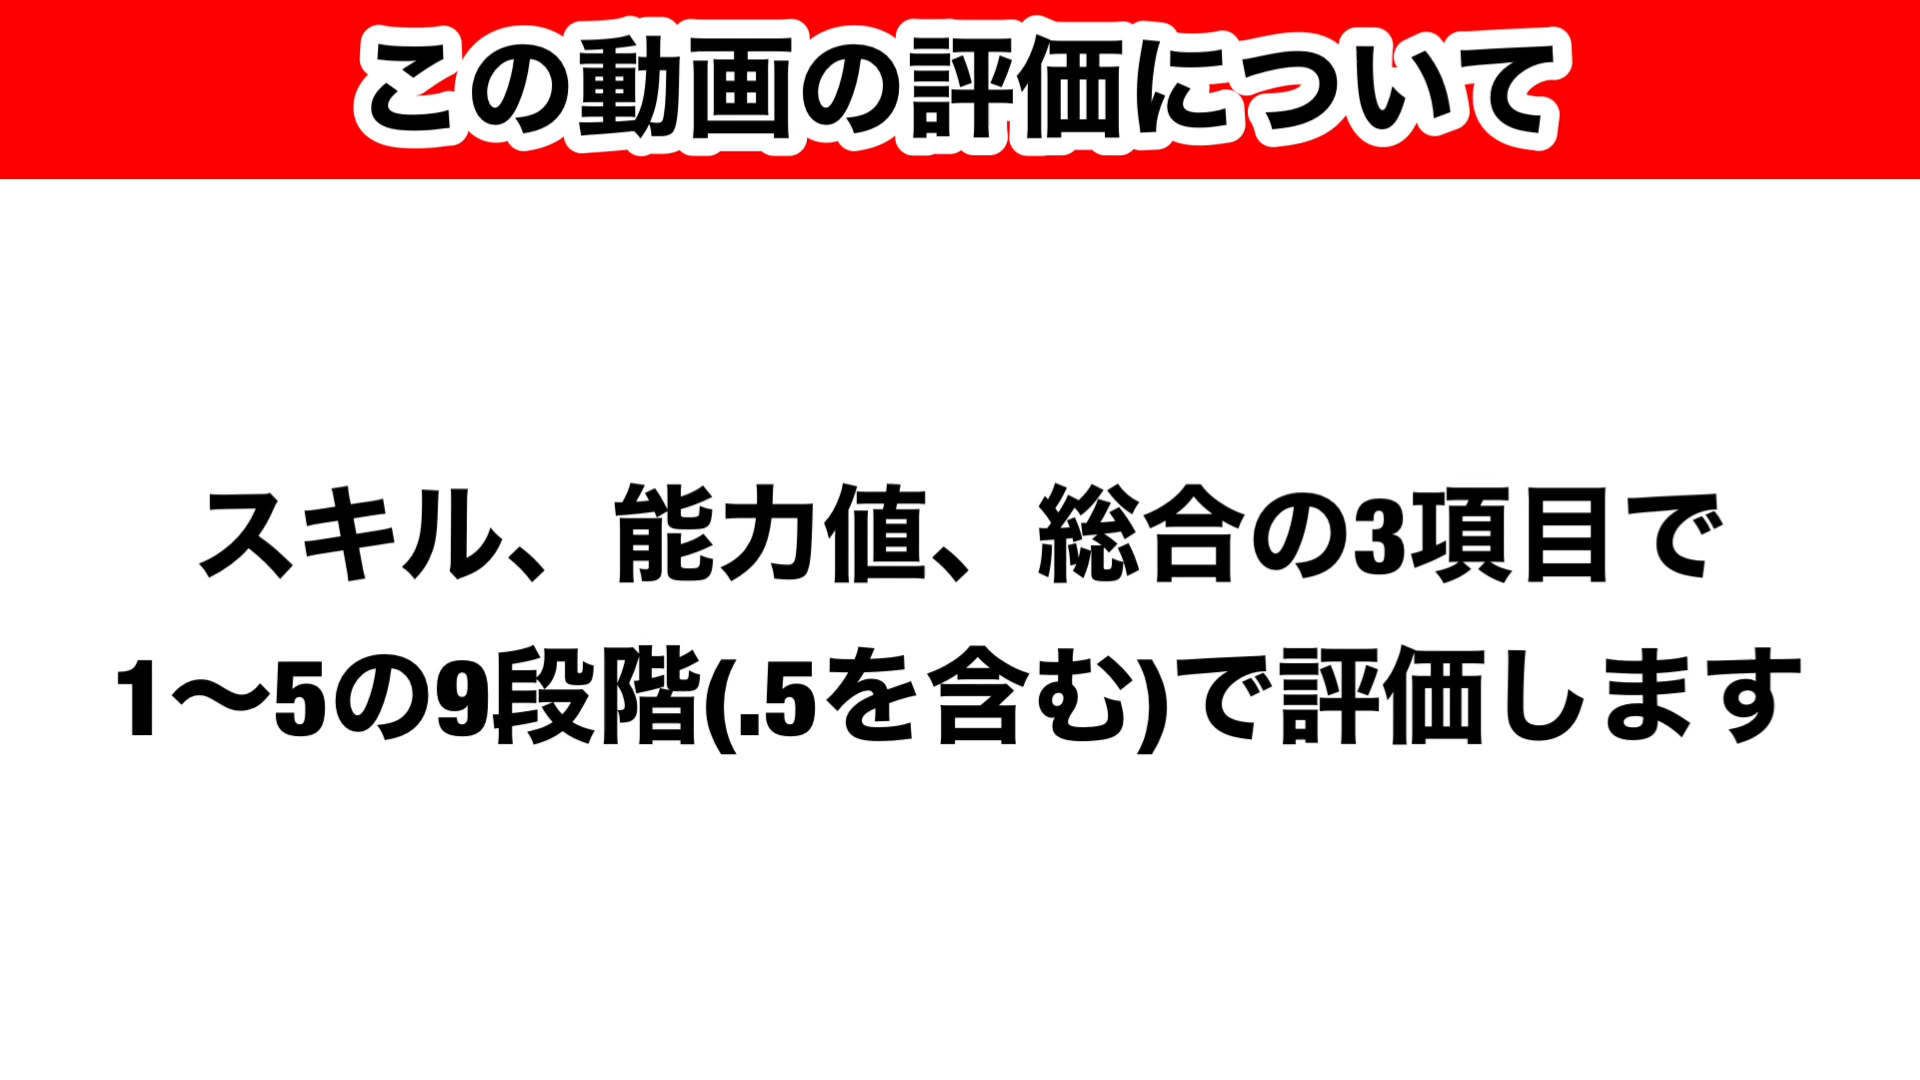 この動画の評価について
スキル、能力値、総合の3項目で
1〜5の9段階(.5を含む)で評価します